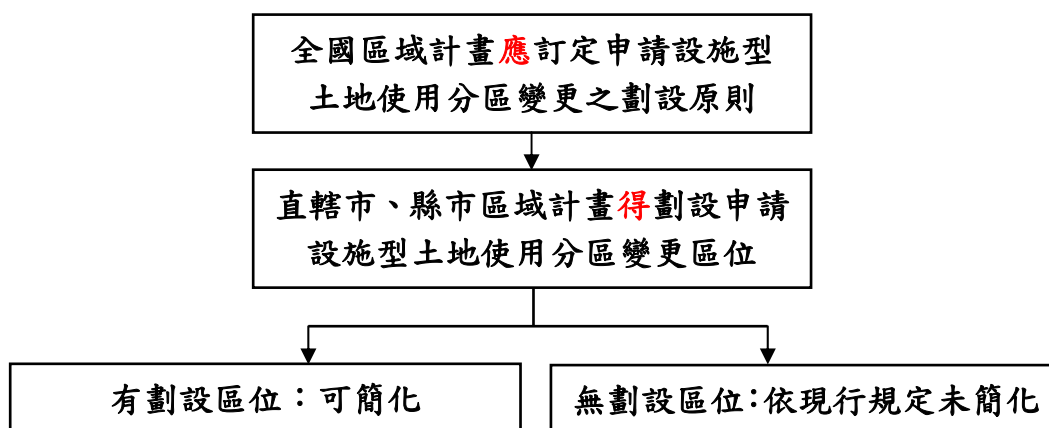 全國區域計畫應訂定申請設施型
土地使用分區變更之劃設原則
直轄市、縣市區域計畫得劃設申請
設施型土地使用分區變更區位
有劃設區位：可簡化
無劃設區位：依現行規定未簡化